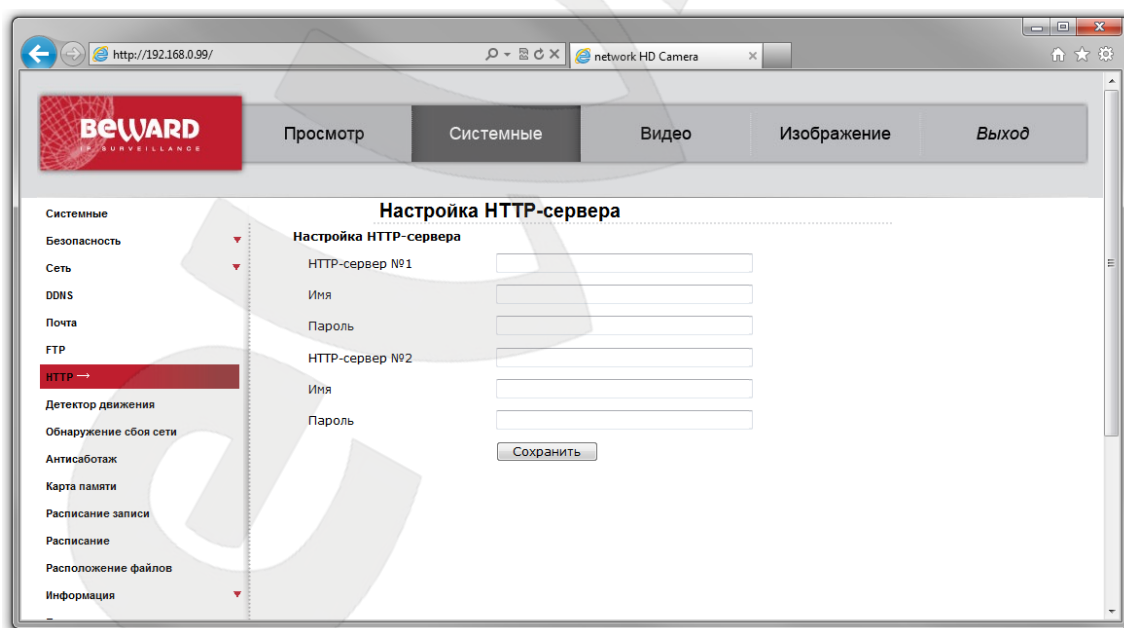 http://192.168.0.99/
network HD Camera
BEWARD
IP SURVEILLANCE
Просмотр
Системные
Видео
Изображение
Выход
Системные
Безопасность
Сеть
DDNS
Почта
FTP
HTTP →
Детектор движения
Обнаружение сбоя сети
Антисаботаж
Карта памяти
Расписание записи
Расписание
Расположение файлов
Информация
Настройка HTTP-сервера
Настройка HTTP-сервера
HTTP-сервер №1
Имя
Пароль
HTTP-сервер №2
Имя
Пароль
Сохранить